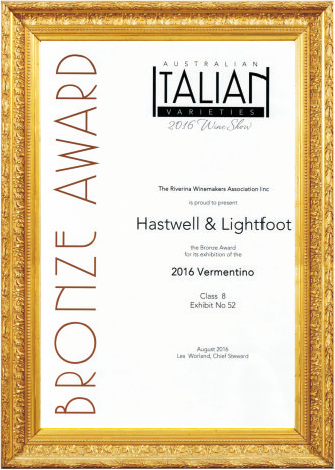 BRONZE AWARD
AUSTRALIAN
ITALIAN
VARIETIES
2016 Wine Show
The Riverina Winemakers Association Inc
is proud to present
Hastwell & Lightfoot
the Bronze Award
for its exhibition of the
2016 Vermentino
Class 8
Exhibit No 52
August 2016
Les Worland, Chief Steward